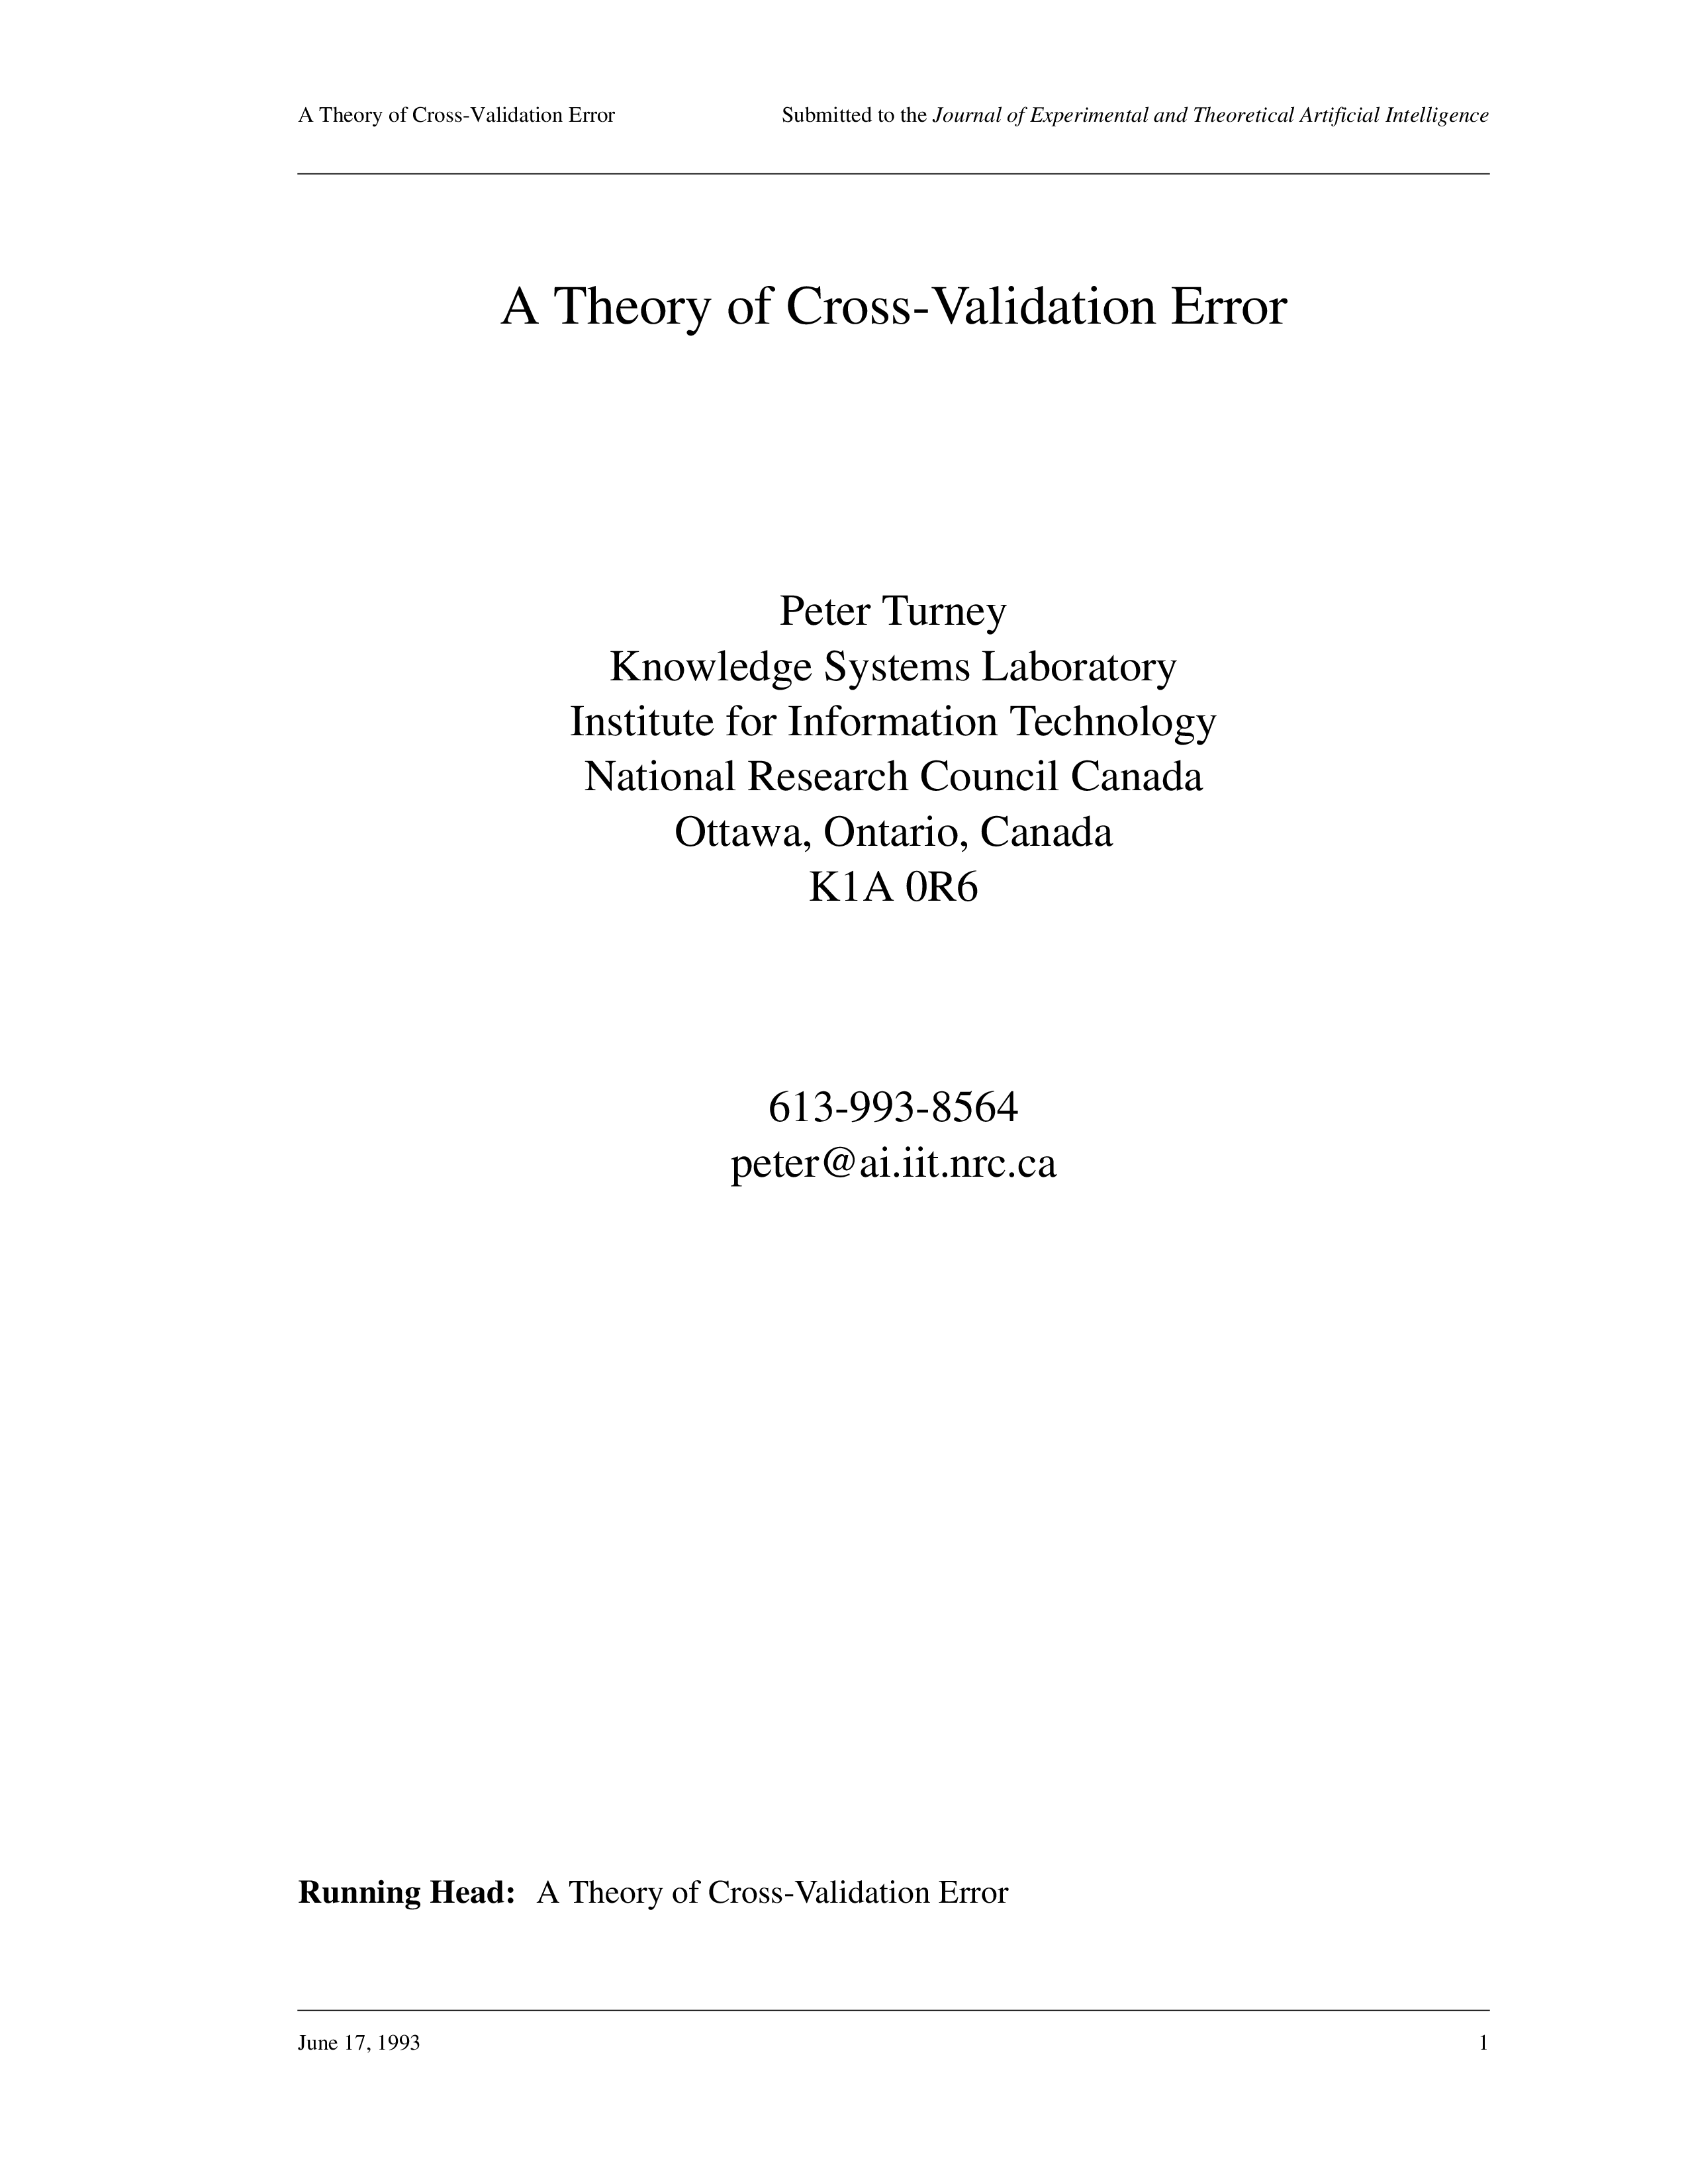 A Theory of Cross-Validation Error Submitted to the Journal of Experimental and Theoretical Artificial Intelligence
A Theory of Cross-Validation Error
Peter Turney
Knowledge Systems Laboratory
Institute for Information Technology
National Research Council Canada
Ottawa, Ontario, Canada
K1A 0R6
613-993-8564
peter@ai.iit.nrc.ca
Running Head: A Theory of Cross-Validation Error
June 17, 1993 1